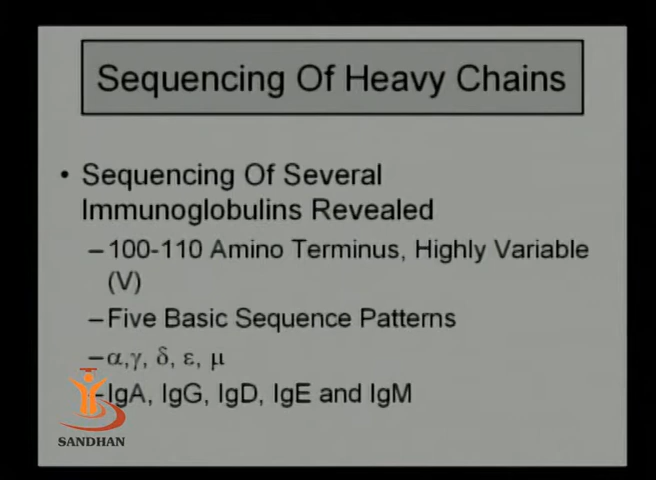 Sequencing Of Heavy Chains
• Sequencing Of Several
Immunoglobulins Revealed
–100-110 Amino Terminus, Highly Variable
(V)
–Five Basic Sequence Patterns
–α,γ, δ, ε, μ
–IgA, IgG, IgD, IgE and IgM
SANDHAN